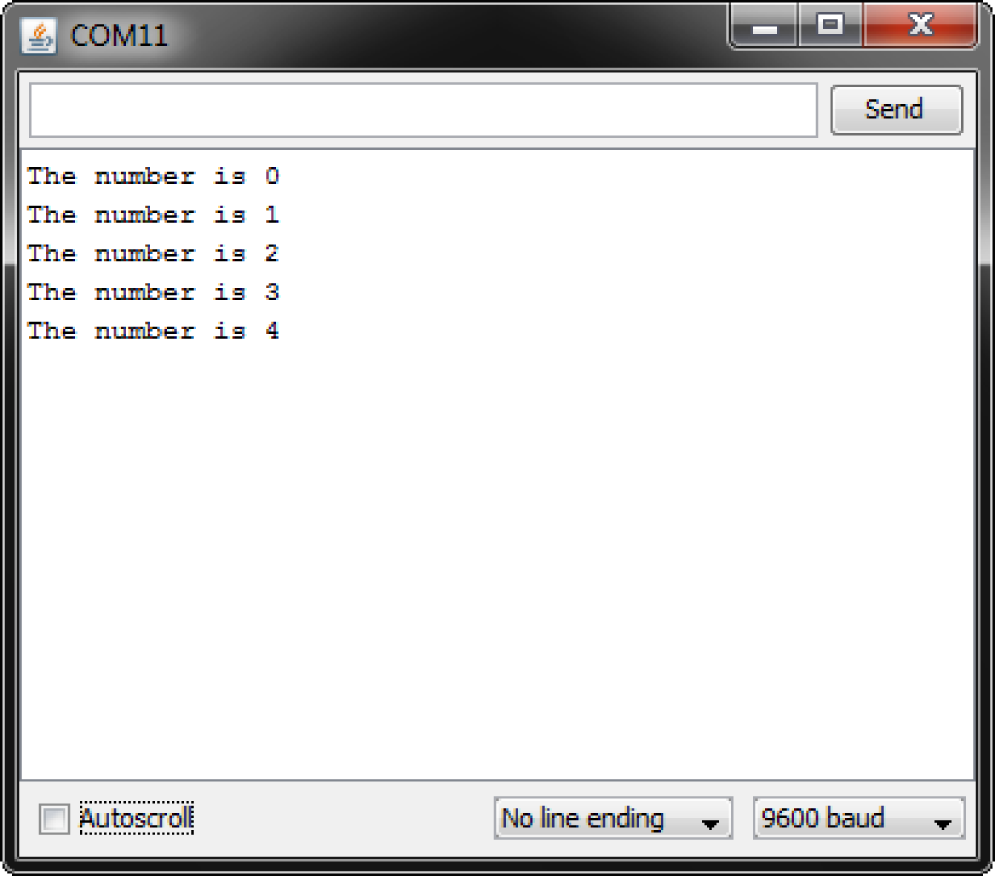 COM11
Send
The number is 0
The number is 1
The number is 2
The number is 3
The number is 4
Autoscroll No line ending 9600 baud